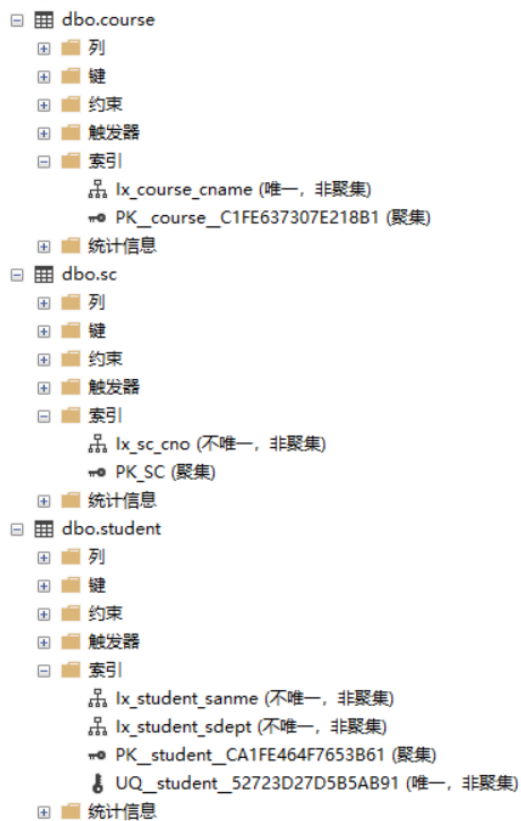 dbo.course
列
键
约束
触发器
索引
Ix_course_cname (唯一，非聚集)
PK__course__C1FE637307E218B1 (聚集)
统计信息
dbo.sc
列
键
约束
触发器
索引
Ix_sc_cno (不唯一，非聚集)
PK_SC (聚集)
统计信息
dbo.student
列
键
约束
触发器
索引
Ix_student_sanme (不唯一，非聚集)
Ix_student_sdept (不唯一，非聚集)
PK__student__CA1FE464F7653B61 (聚集)
UQ__student__52723D27D5B5AB91 (唯一，非聚集)
统计信息